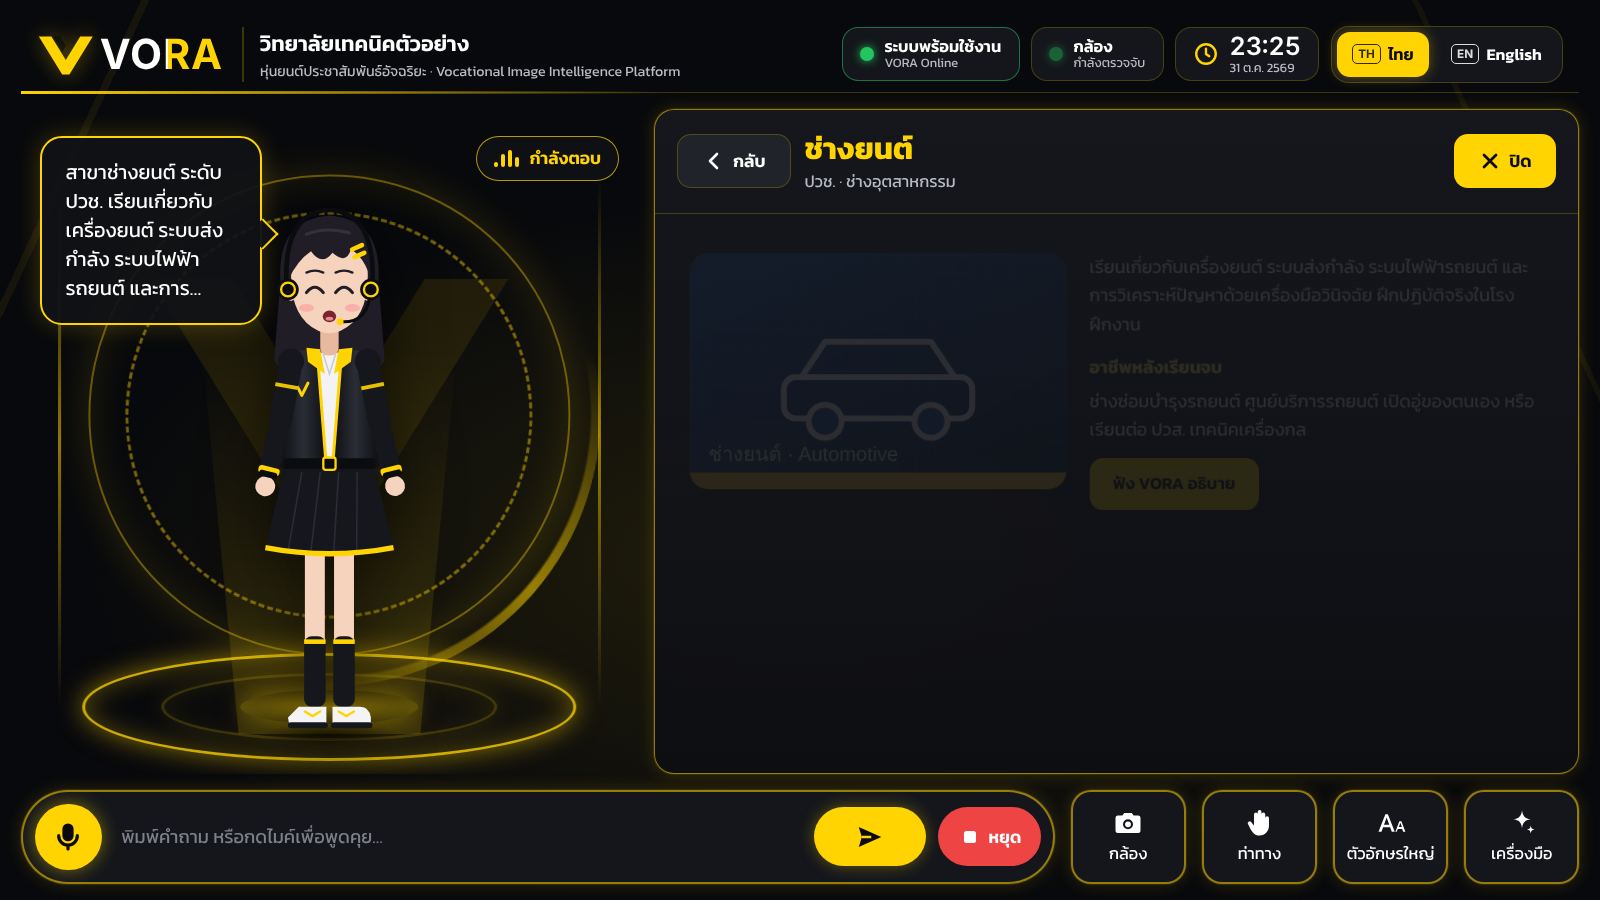 VORA
วิทยาลัยเทคนิคตัวอย่าง
หุ่นยนต์ประชาสัมพันธ์อัจฉริยะ · Vocational Image Intelligence Platform
ระบบพร้อมใช้งาน
VORA Online
กล้อง
กำลังตรวจจับ
23:25
31 ต.ค. 2569
TH ไทย
EN English
สาขาช่างยนต์ ระดับ
ปวช. เรียนเกี่ยวกับ
เครื่องยนต์ ระบบส่ง
กำลัง ระบบไฟฟ้า
รถยนต์ และการ...
กำลังตอบ
กลับ
ช่างยนต์
ปวช. · ช่างอุตสาหกรรม
ปิด
ช่างยนต์ · Automotive
เรียนเกี่ยวกับเครื่องยนต์ ระบบส่งกำลัง ระบบไฟฟ้ารถยนต์ และ
การวิเคราะห์ปัญหาด้วยเครื่องมือวินิจฉัย ฝึกปฏิบัติจริงในโรง
ฝึกงาน
อาชีพหลังเรียนจบ
ช่างซ่อมบำรุงรถยนต์ ศูนย์บริการรถยนต์ เปิดอู่ของตนเอง หรือ
เรียนต่อ ปวส. เทคนิคเครื่องกล
ฟัง VORA อธิบาย
พิมพ์คำถาม หรือกดไมค์เพื่อพูดคุย...
หยุด
กล้อง
ท่าทาง
AA
ตัวอักษรใหญ่
เครื่องมือ